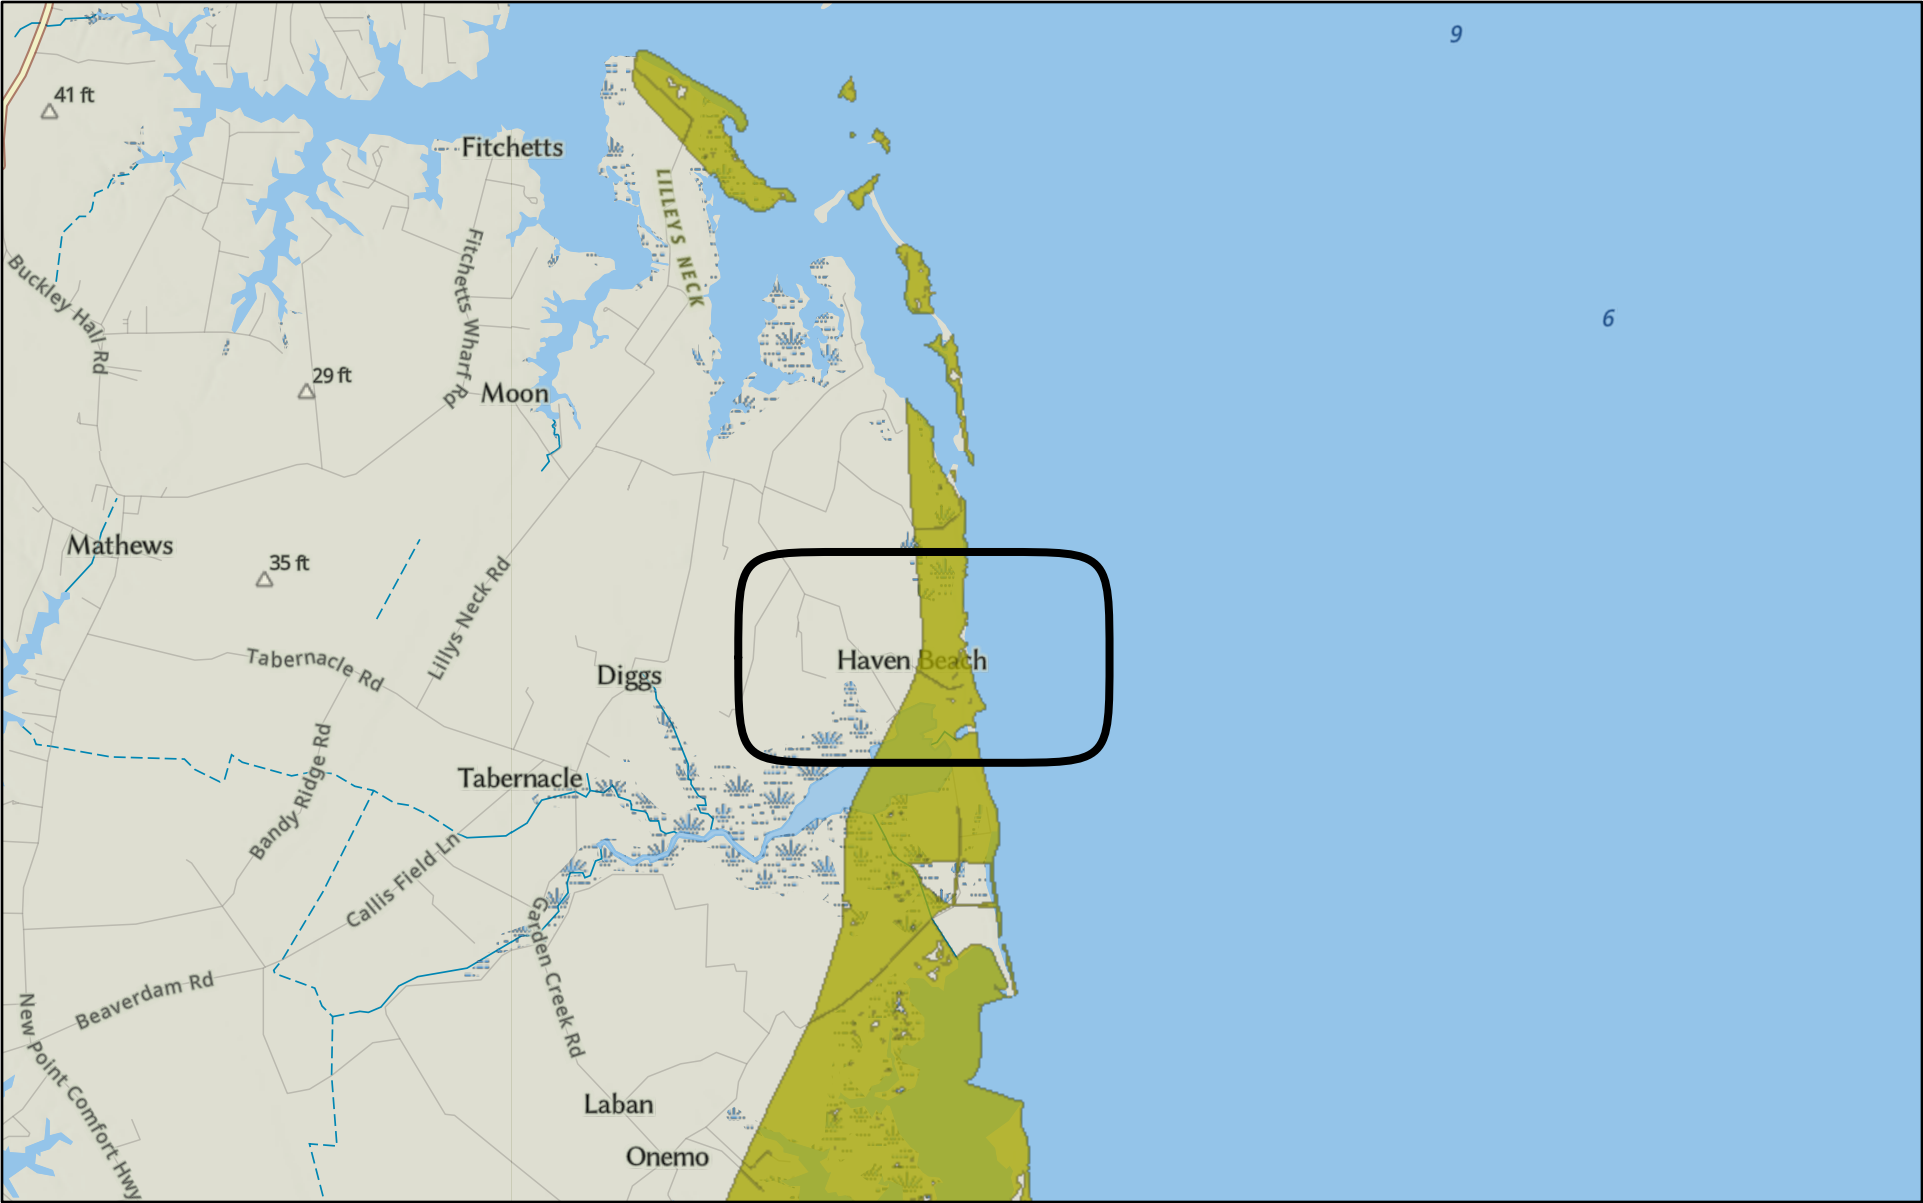 9
41 ft
Fitchetts
LILLEYS NECK
Buckley Hall Rd
Fitchetts Wharf Rd
6
29 ft
Moon
Mathews
35 ft
Lillys Neck Rd
Tabernacle Rd
Haven Beach
Diggs
Bandy Ridge Rd
Tabernacle
Callis Field Ln
Garden Creek Rd
Beaverdam Rd
New Point Comfort Hwy
Laban
Onemo